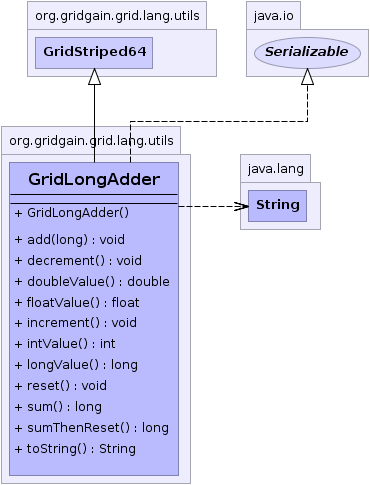 org.gridgain.grid.lang.utils
GridStriped64
java.io
Serializable
org.gridgain.grid.lang.utils
GridLongAdder
+ GridLongAdder()
+ add(long) : void
+ decrement() : void
+ doubleValue() : double
+ floatValue() : float
+ increment() : void
+ intValue() : int
+ longValue() : long
+ reset() : void
+ sum() : long
+ sumThenReset() : long
+ toString() : String
java.lang
String